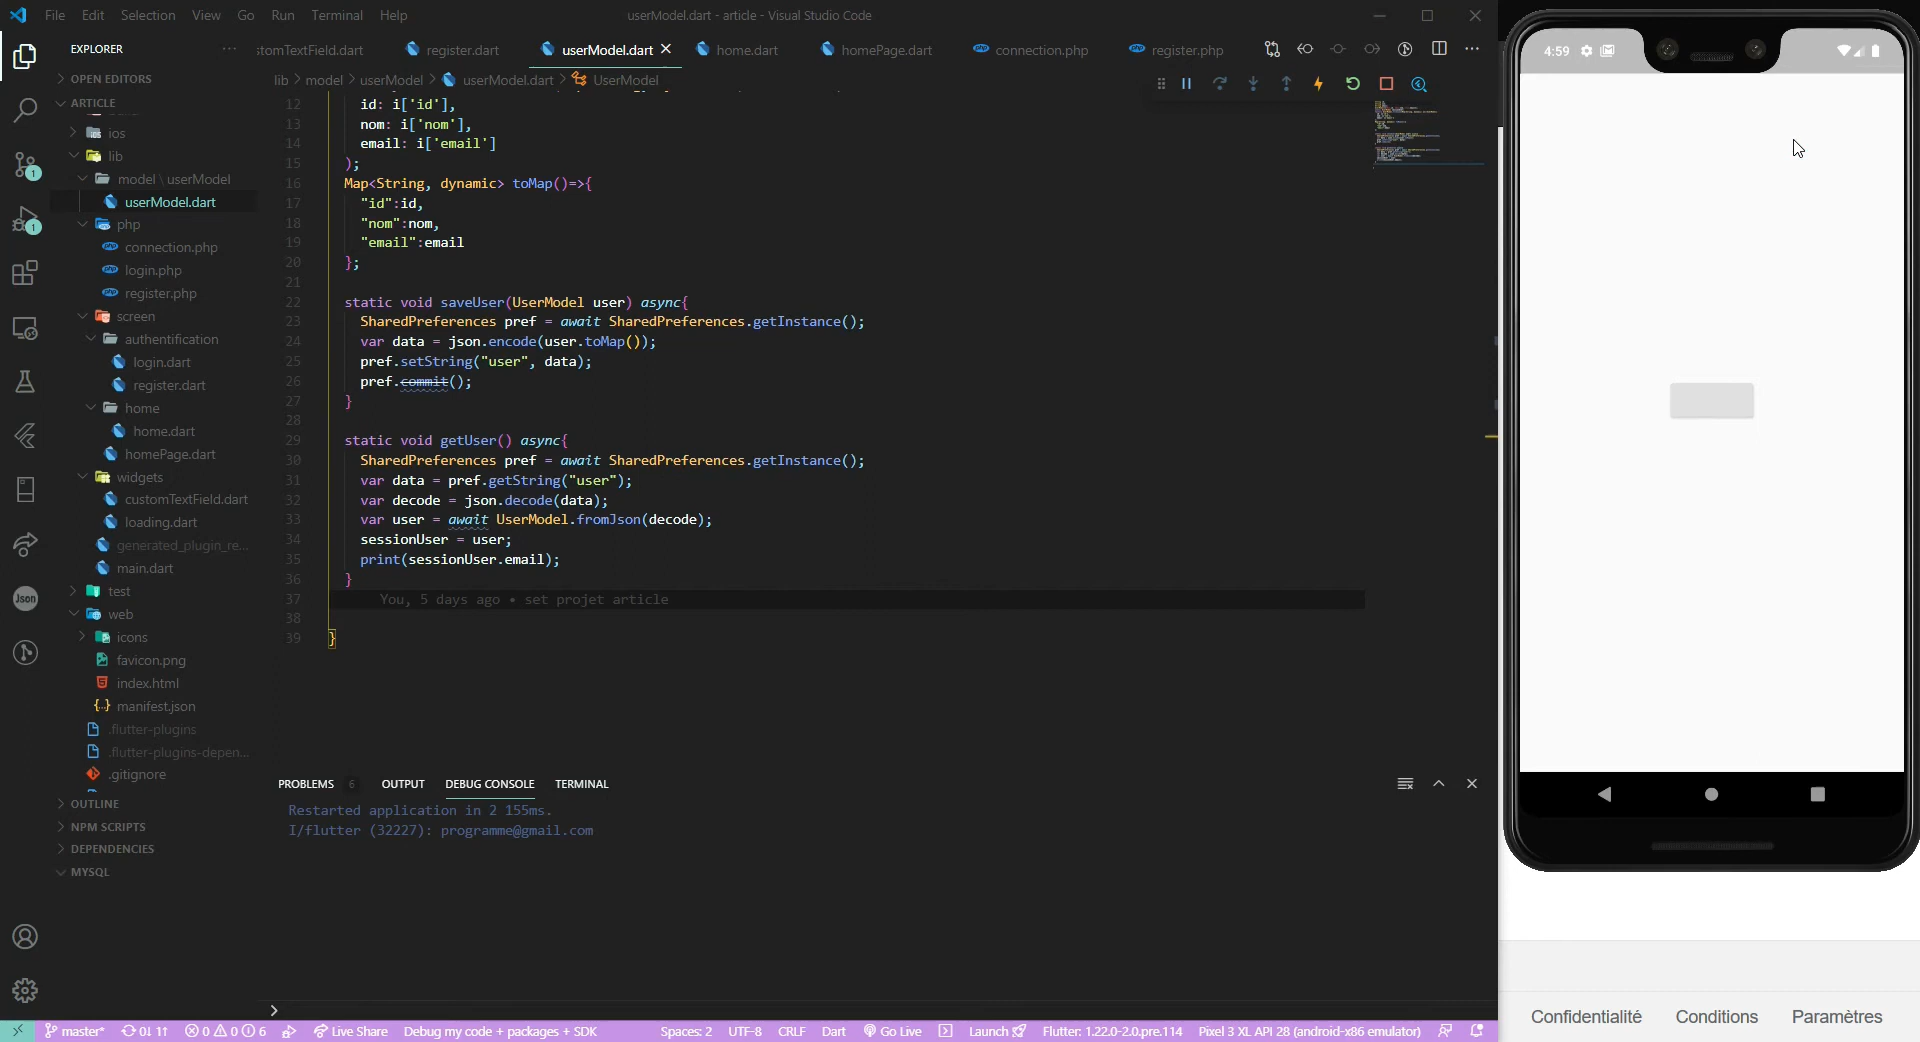 File Edit Selection View Go Run Terminal Help
userModel.dart - article - Visual Studio Code
EXPLORER
OPEN EDITORS
ARTICLE
ios
lib
model \ userModel
userModel.dart
php
connection.php
login.php
register.php
screen
authentification
login.dart
register.dart
home
home.dart
homePage.dart
widgets
customTextField.dart
loading.dart
generated_plugin_re...
main.dart
test
web
icons
favicon.png
index.html
manifest.json
.flutter-plugins
.flutter-plugins-depen...
.gitignore
OUTLINE
NPM SCRIPTS
DEPENDENCIES
MYSQL
1
1
Json
stomTextField.dart register.dart userModel.dart home.dart homePage.dart connection.php register.php
lib > model > userModel > userModel.dart > UserModel
12 id: i['id'],
13 nom: i['nom'],
14 email: i['email']
15 );
16 Map<String, dynamic> toMap()=>{
17 "id":id,
18 "nom":nom,
19 "email":email
20 };
21
22 static void saveUser(UserModel user) async{
23 SharedPreferences pref = await SharedPreferences.getInstance();
24 var data = json.encode(user.toMap());
25 pref.setString("user", data);
26 pref.commit();
27 }
28
29 static void getUser() async{
30 SharedPreferences pref = await SharedPreferences.getInstance();
31 var data = pref.getString("user");
32 var decode = json.decode(data);
33 var user = await UserModel.fromJson(decode);
34 sessionUser = user;
35 print(sessionUser.email);
36 }
37 You, 5 days ago • set projet article
38
39 }
PROBLEMS 6 OUTPUT DEBUG CONSOLE TERMINAL
Restarted application in 2 155ms.
I/flutter (32227): programme@gmail.com
master* 0↓ 1↑ 0 0 6 Live Share Debug my code + packages + SDK Spaces: 2 UTF-8 CRLF Dart Go Live Launch Flutter: 1.22.0-2.0.pre.114 Pixel 3 XL API 28 (android-x86 emulator)
4:59
Confidentialité Conditions Paramètres